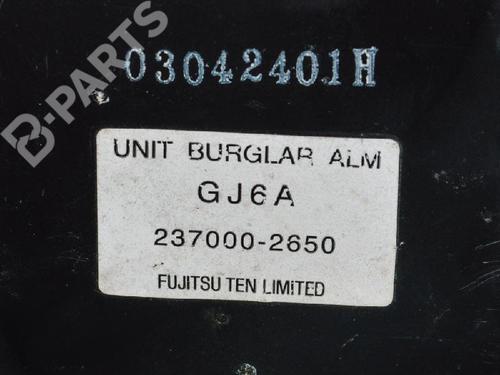 B-PARTS
03042401H
UNIT BURGLAR ALM
GJ6A
237000-2650
FUJITSU TEN LIMITED